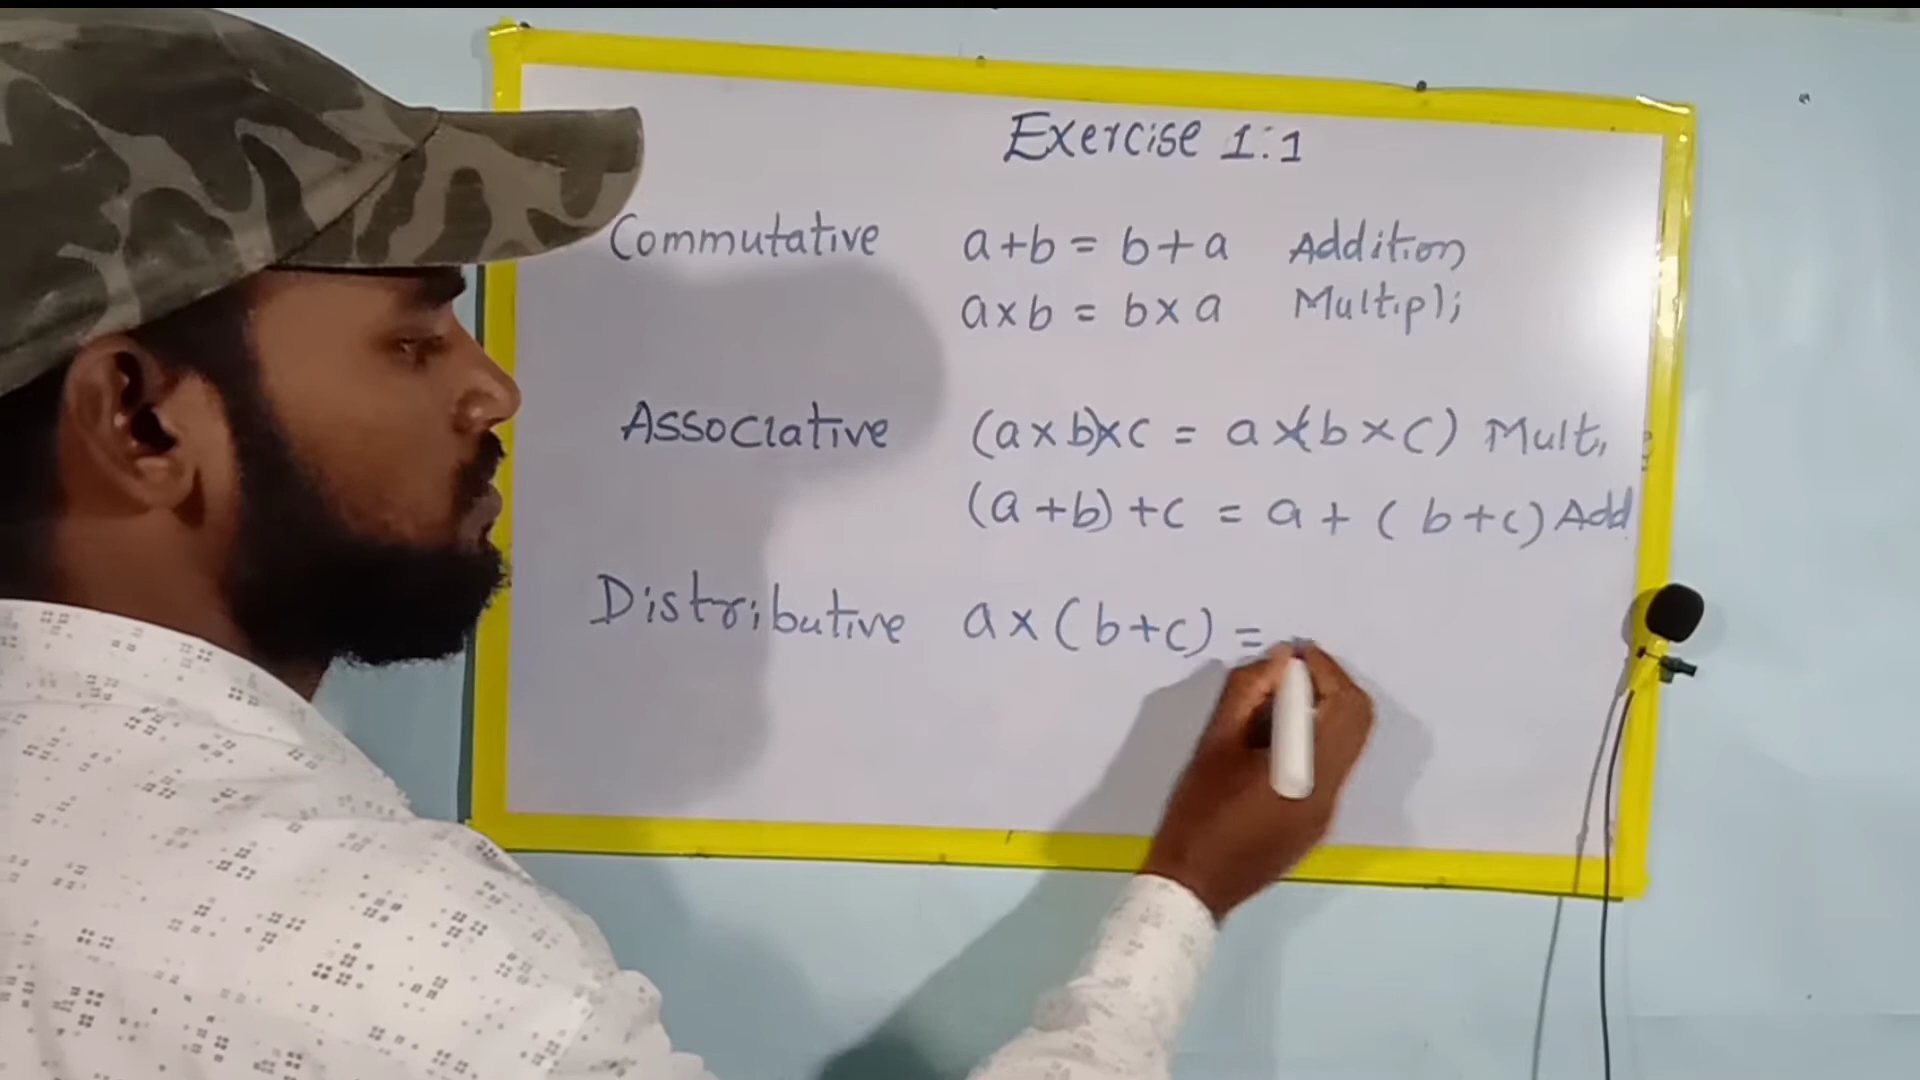 Exercise 1:1
Commutative a+b = b+a Addition
a×b = b×a Multipli
Associative (a×b)×c = a×(b×c) Mult,
(a+b)+c = a+(b+c) Add
Distributive a×(b+c) =